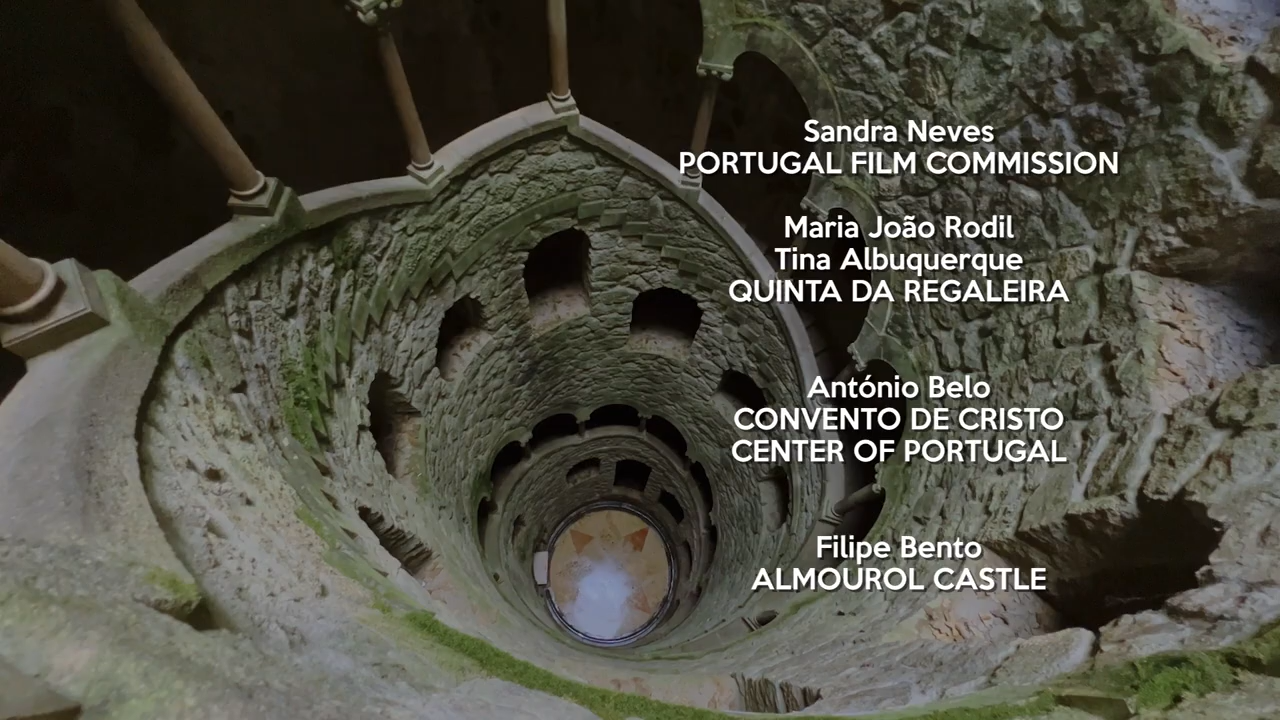 Sandra Neves
PORTUGAL FILM COMMISSION
Maria João Rodil
Tina Albuquerque
QUINTA DA REGALEIRA
António Belo
CONVENTO DE CRISTO
CENTER OF PORTUGAL
Filipe Bento
ALMOUROL CASTLE